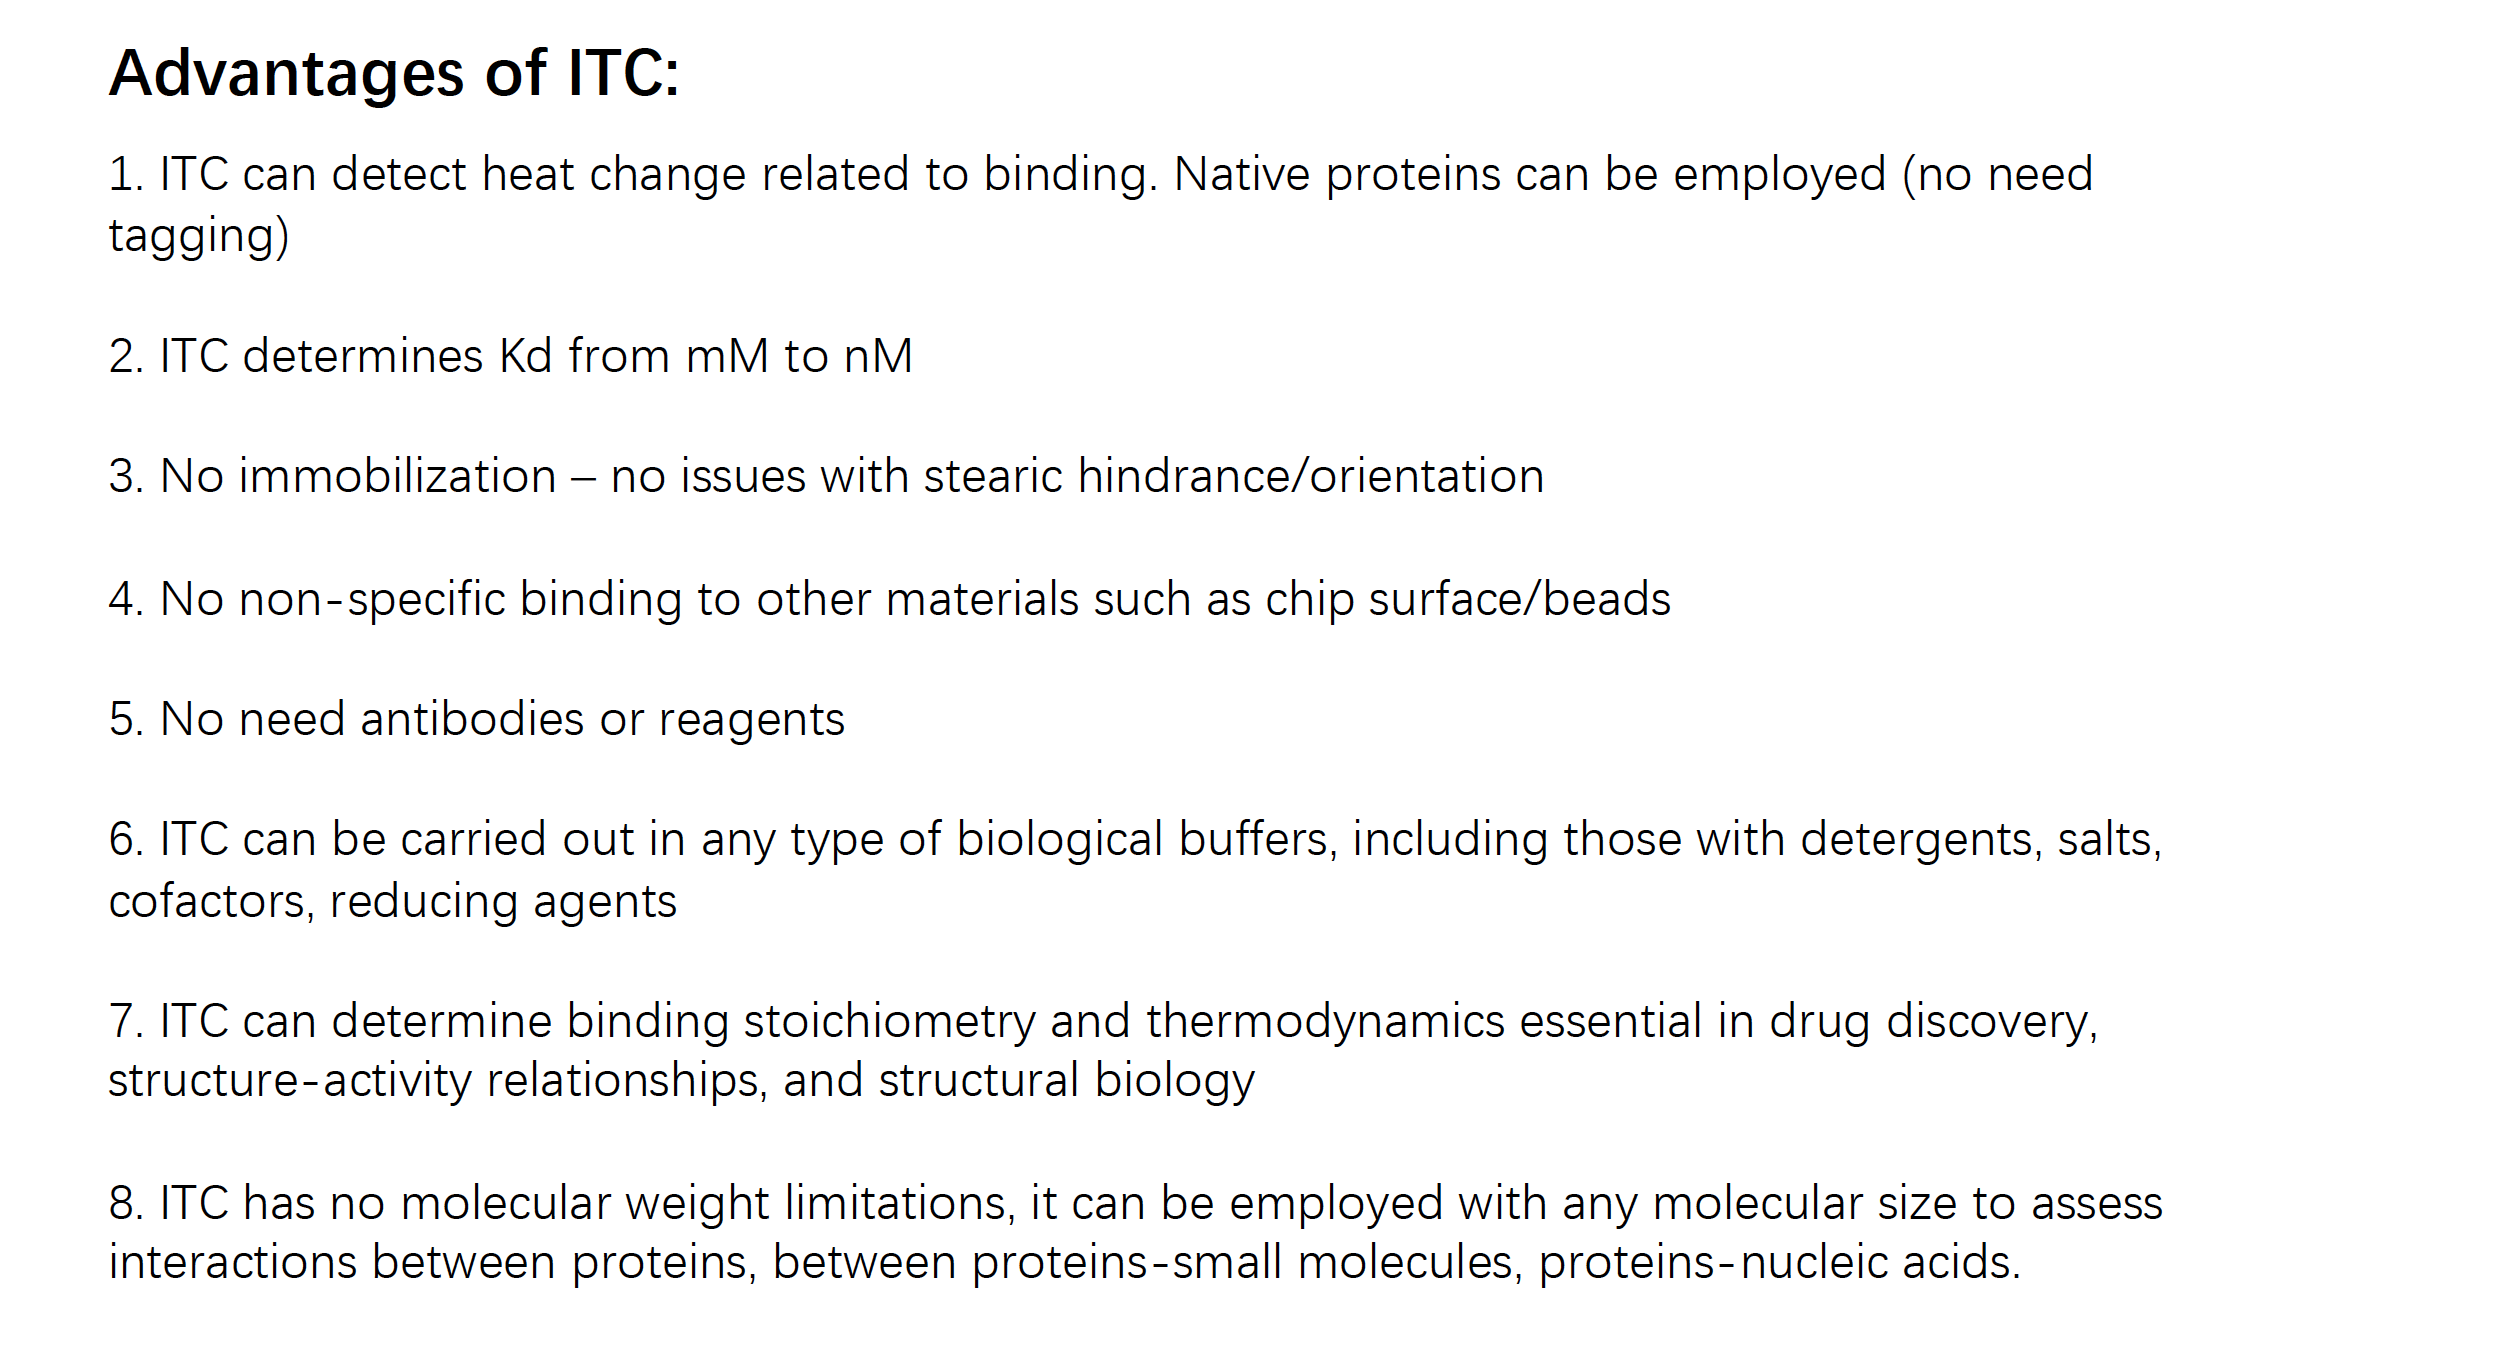 Advantages of ITC:
1. ITC can detect heat change related to binding. Native proteins can be employed (no need
tagging)
2. ITC determines Kd from mM to nM
3. No immobilization – no issues with stearic hindrance/orientation
4. No non-specific binding to other materials such as chip surface/beads
5. No need antibodies or reagents
6. ITC can be carried out in any type of biological buffers, including those with detergents, salts,
cofactors, reducing agents
7. ITC can determine binding stoichiometry and thermodynamics essential in drug discovery,
structure-activity relationships, and structural biology
8. ITC has no molecular weight limitations, it can be employed with any molecular size to assess
interactions between proteins, between proteins-small molecules, proteins-nucleic acids.